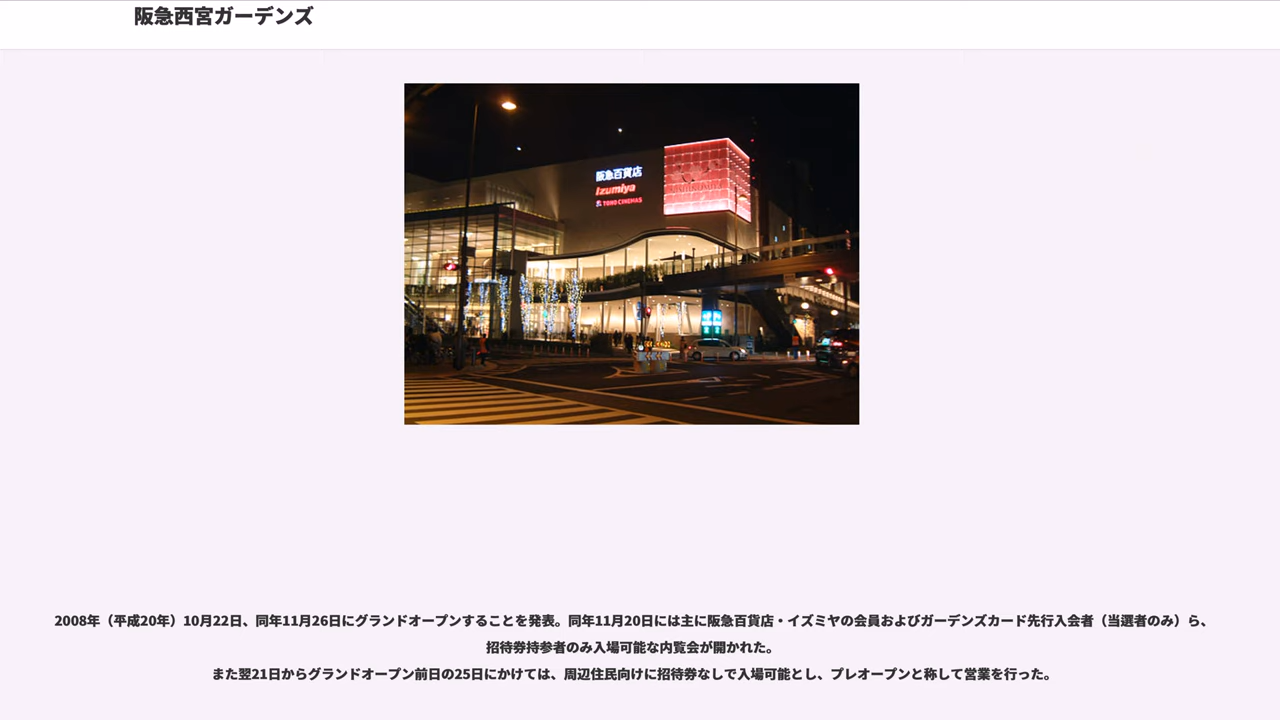 阪急西宮ガーデンズ
阪急百貨店
Izumiya
TOHO CINEMAS
2008年（平成20年）10月22日、同年11月26日にグランドオープンすることを発表。同年11月20日には主に阪急百貨店・イズミヤの会員およびガーデンズカード先行入会者（当選者のみ）ら、
招待券持参者のみ入場可能な内覧会が開かれた。
また翌21日からグランドオープン前日の25日にかけては、周辺住民向けに招待券なしで入場可能とし、プレオープンと称して営業を行った。